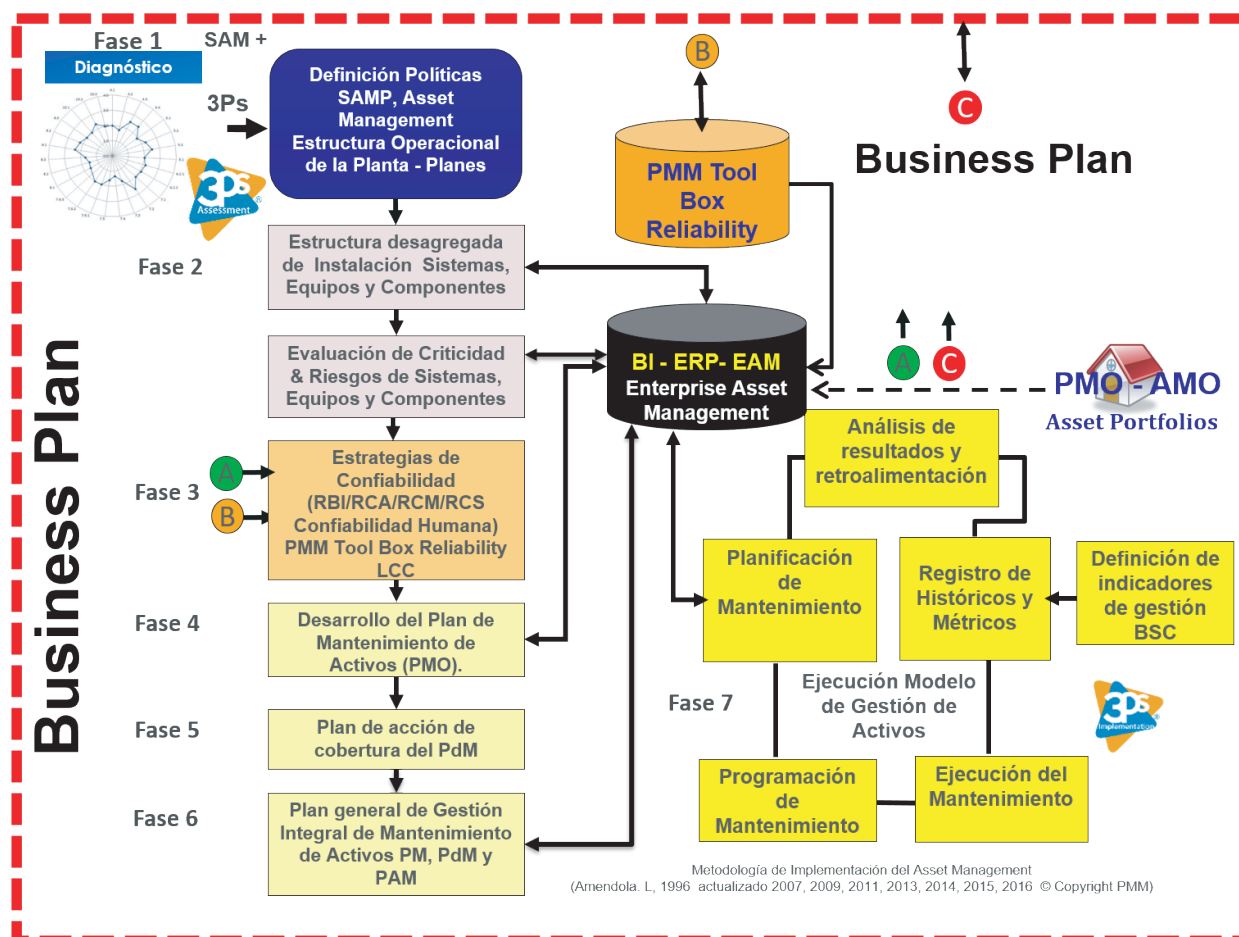 Fase 1
SAM +
Diagnóstico
3Ps
3Ps
Assessment
®
Definición Políticas
SAMP, Asset
Management
Estructura Operacional
de la Planta - Planes
B
PMM Tool
Box
Reliability
C
Business Plan
Fase 2
Estructura desagregada
de Instalación Sistemas,
Equipos y Componentes
Evaluación de Criticidad
& Riesgos de Sistemas,
Equipos y Componentes
BI - ERP- EAM
Enterprise Asset
Management
A
C
PMO - AMO
Asset Portfolios
Business Plan
Fase 3
A
B
Estrategias de
Confiabilidad
(RBI/RCA/RCM/RCS
Confiabilidad Humana)
PMM Tool Box Reliability
LCC
Fase 4
Desarrollo del Plan de
Mantenimiento de
Activos (PMO).
Fase 5
Plan de acción de
cobertura del PdM
Fase 6
Plan general de Gestión
Integral de Mantenimiento
de Activos PM, PdM y
PAM
Análisis de
resultados y
retroalimentación
Planificación
de
Mantenimiento
Registro de
Históricos y
Métricos
Definición de
indicadores
de gestión
BSC
Fase 7
Ejecución Modelo
de Gestión de
Activos
3Ps
Implementation
®
Programación
de
Mantenimiento
Ejecución del
Mantenimiento
Metodología de Implementación del Asset Management
(Amendola. L, 1996 actualizado 2007, 2009, 2011, 2013, 2014, 2015, 2016 © Copyright PMM)